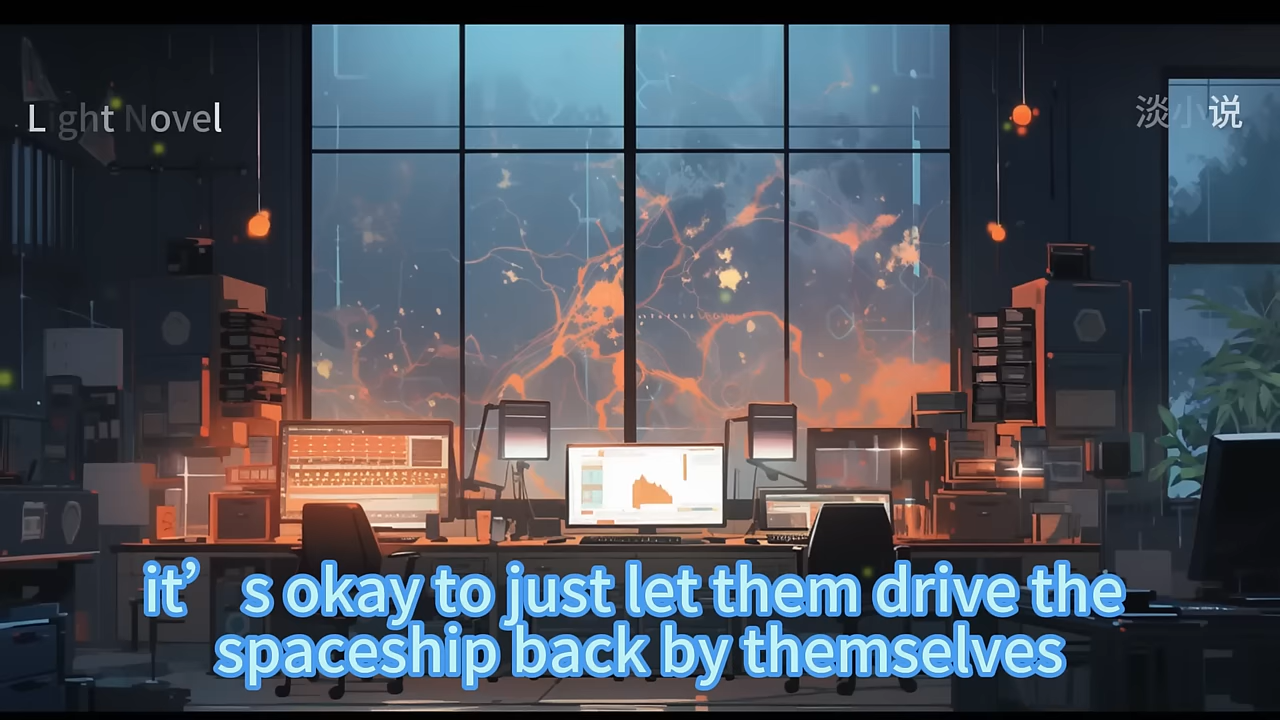 Light Novel
淡小说
it’s okay to just let them drive the
spaceship back by themselves